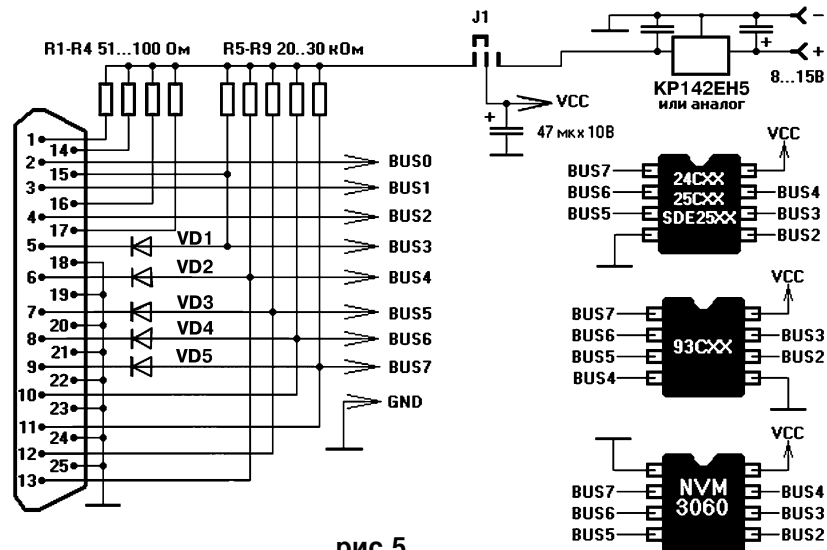 J1
R1-R4 51...100 Ом
R5-R9 20..30 кОм
КР142ЕН5
или аналог
- +
+
8...15В
VCC
+
47 мк x 10В
1
14
2
15
3
16
4
17
5
18
6
19
7
20
8
21
9
22
10
23
11
24
12
25
13
VD1
VD2
VD3
VD4
VD5
BUS0
BUS1
BUS2
BUS3
BUS4
BUS5
BUS6
BUS7
GND
VCC
BUS7
BUS6
BUS5
24CXX
25CXX
SDE25XX
BUS4
BUS3
BUS2
VCC
BUS7
BUS6
BUS5
BUS4
93CXX
BUS3
BUS2
VCC
BUS7
BUS6
BUS5
NVM
3060
BUS4
BUS3
BUS2
рис.5